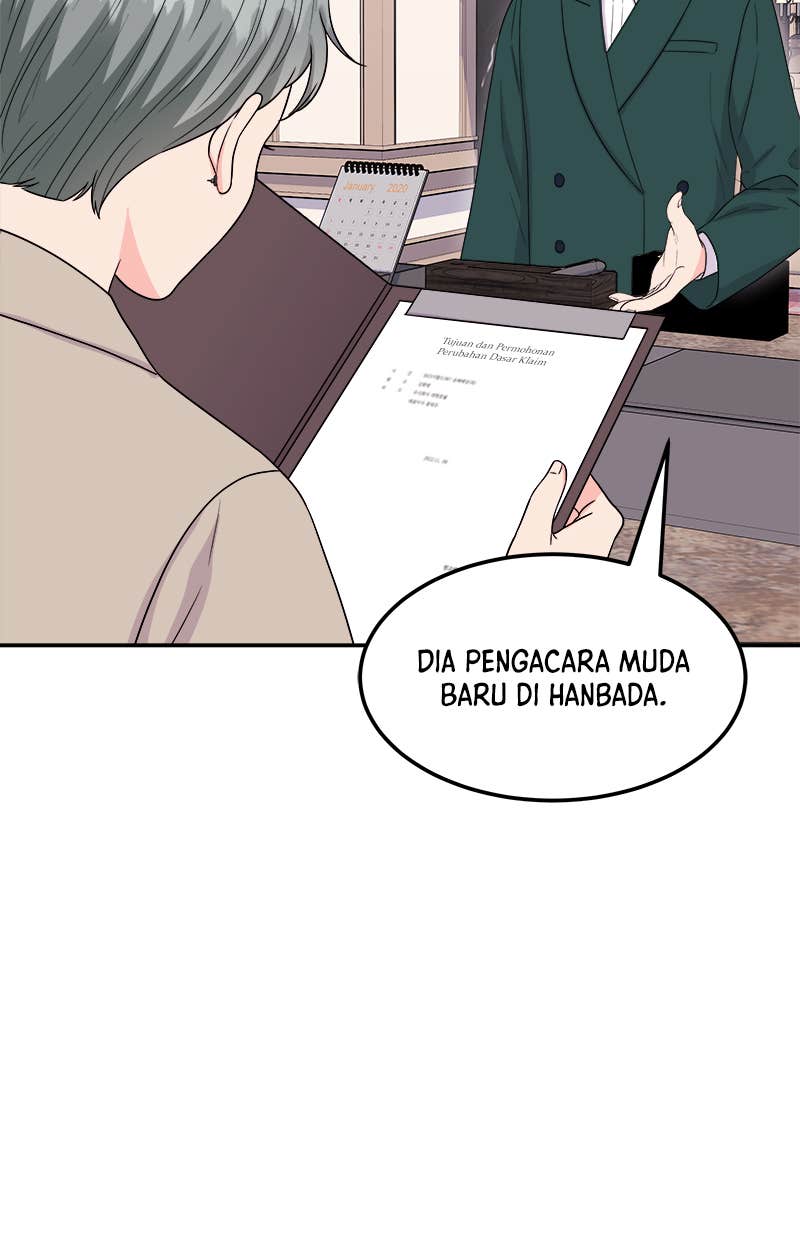 January 2020
Tujuan dan Permohonan
Perubahan Dasar Klaim
DIA PENGACARA MUDA
BARU DI HANBADA.